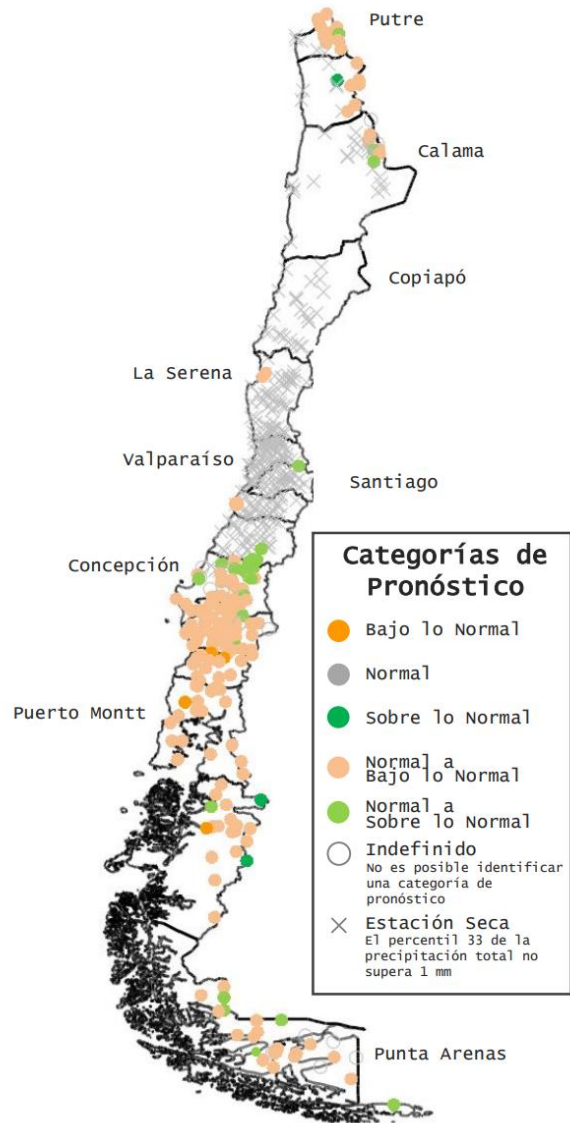 Putre
Calama
Copiapó
La Serena
Valparaíso
Santiago
Concepción
Puerto Montt
Punta Arenas
Categorías de
Pronóstico
Bajo lo Normal
Normal
Sobre lo Normal
Normal a
Bajo lo Normal
Normal a
Sobre lo Normal
Indefinido
No es posible identificar
una categoría de
pronóstico
Estación Seca
El percentil 33 de la
precipitación total no
supera 1 mm